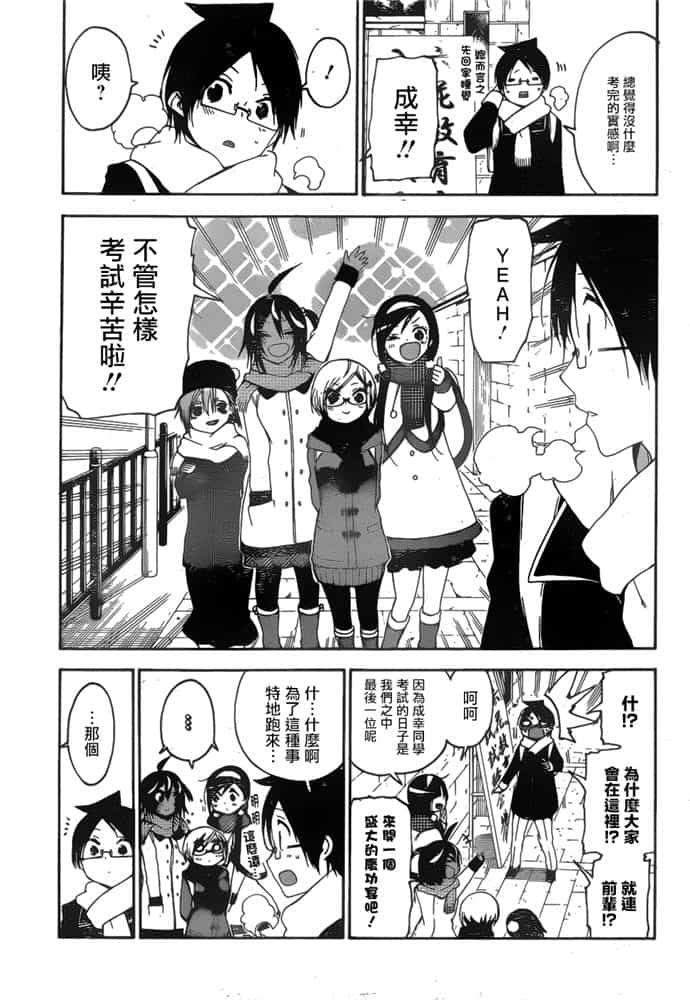 總覺得沒什麼
考完的實感啊…
總而言之
先回家睡覺
成幸!!
!
咦?
YEAH!
不管怎樣
考試辛苦啦!!
什!?
為什麼大家
會在這裡!?
就連
前輩!?
呵呵
因為成幸同學
考試的日子是
我們之中
最後一位呢
來開一個
盛大的慶功宴吧!
什…什麼啊
為了這種事
特地跑來…
…
明明
這麼遠…
…那個